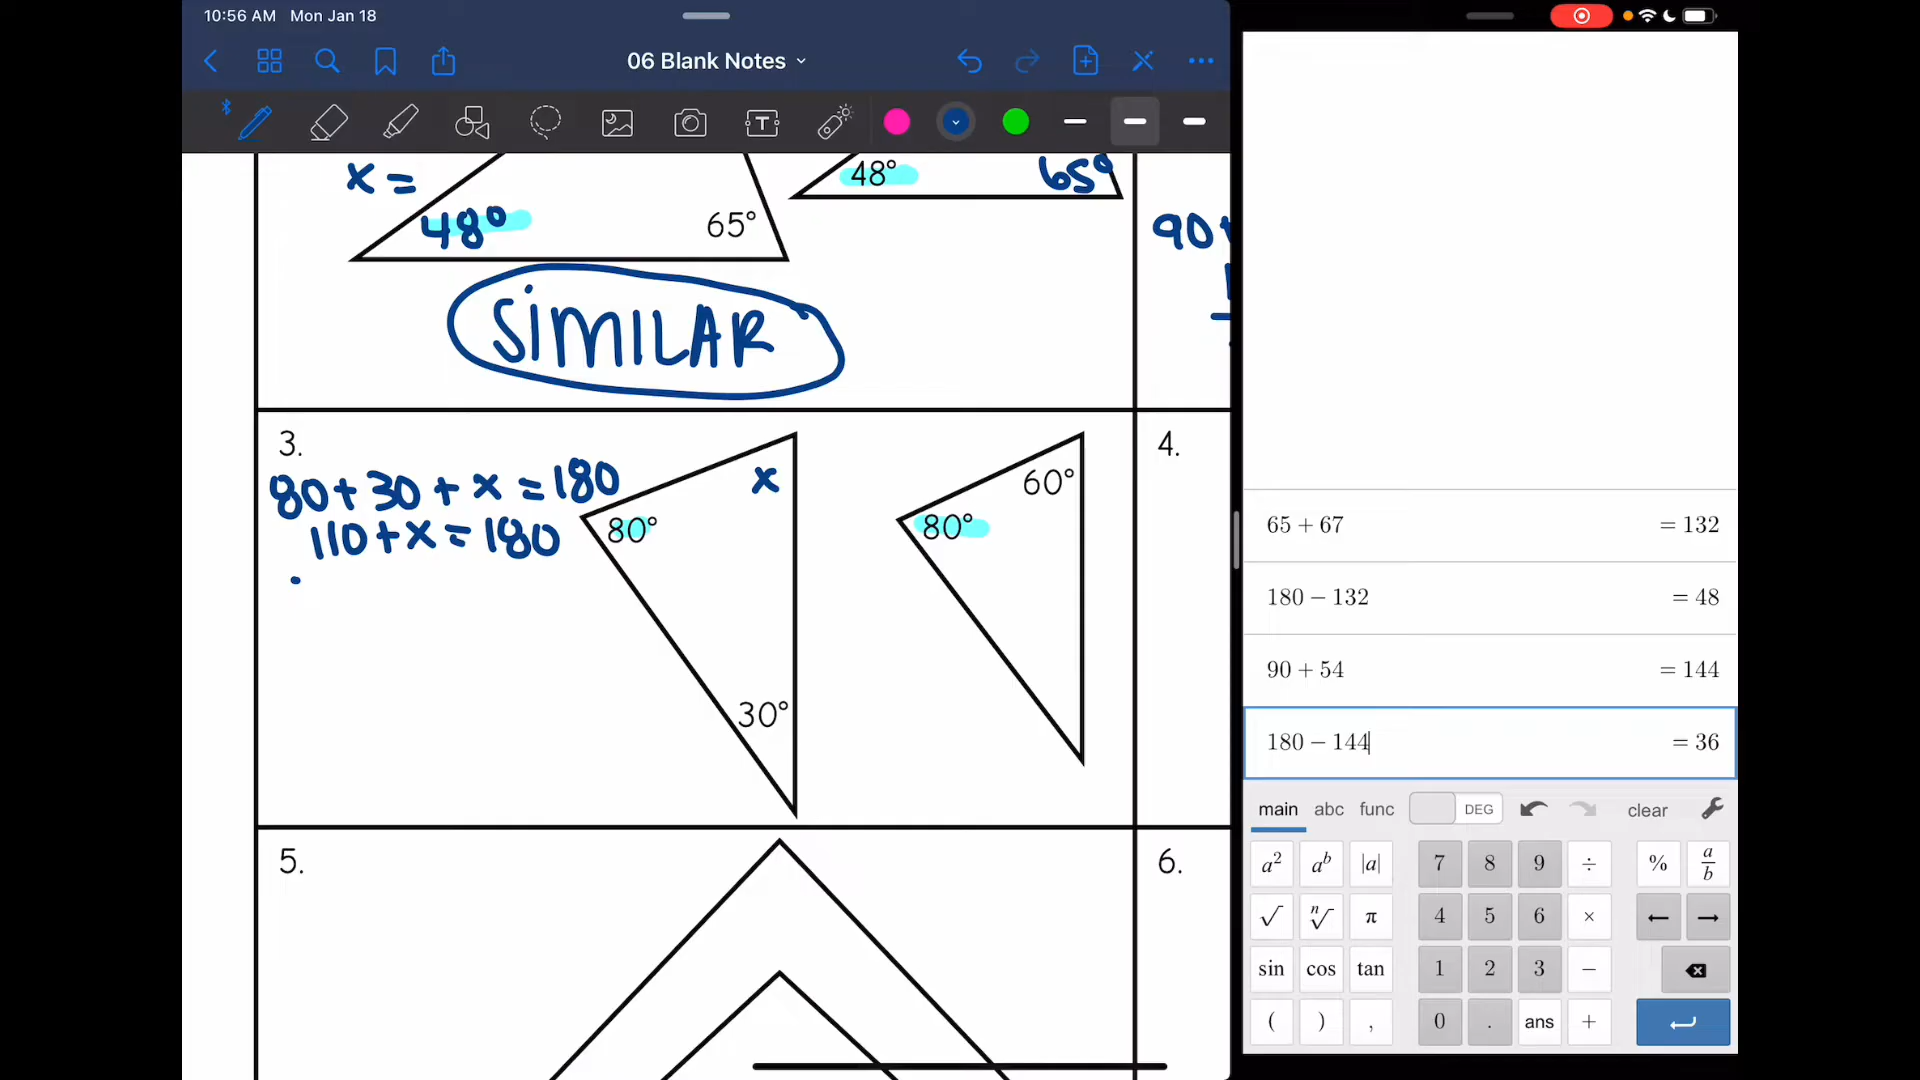 10:56 AM Mon Jan 18
06 Blank Notes
x =
48°
65°
48°
65°
90+
SIMILAR
3.
80 + 30 + x = 180
110 + x = 180
x
80°
30°
60°
80°
4.
5.
6.
65 + 67 = 132
180 − 132 = 48
90 + 54 = 144
180 − 144 = 36
main abc func DEG clear
a² aᵇ |a| 7 8 9 ÷ % a/b
√ ⁿ√ π 4 5 6 × ← →
sin cos tan 1 2 3 −
( ) , 0 . ans +